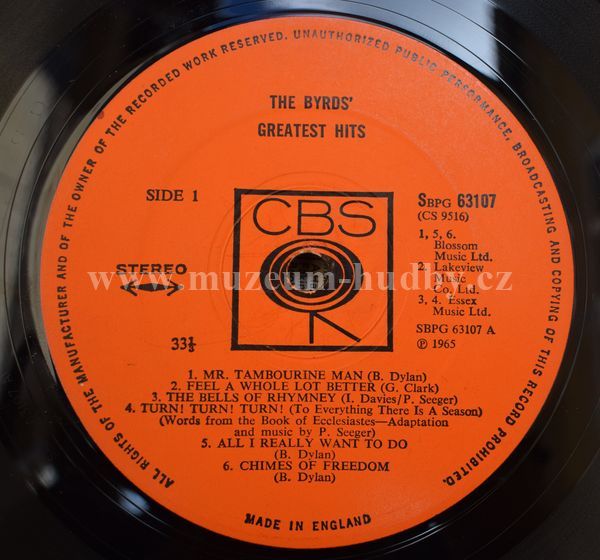 ALL RIGHTS OF THE MANUFACTURER AND OF THE OWNER OF THE RECORDED WORK RESERVED. UNAUTHORIZED PUBLIC PERFORMANCE, BROADCASTING AND COPYING OF THIS RECORD PROHIBITED.
THE BYRDS'
GREATEST HITS
SIDE 1
CBS
SBPG 63107
(CS 9516)
1, 5, 6.
Blossom
Music Ltd.
2. Lakeview
Music
Co. Ltd.
3, 4. Essex
Music Ltd.
STEREO
www.muzeum-hudby.cz
33⅓
SBPG 63107 A
℗ 1965
1. MR. TAMBOURINE MAN (B. Dylan)
2. FEEL A WHOLE LOT BETTER (G. Clark)
3. THE BELLS OF RHYMNEY (I. Davies/P. Seeger)
4. TURN! TURN! TURN! (To Everything There Is A Season)
(Words from the Book of Ecclesiastes—Adaptation
and music by P. Seeger)
5. ALL I REALLY WANT TO DO
(B. Dylan)
6. CHIMES OF FREEDOM
(B. Dylan)
MADE IN ENGLAND